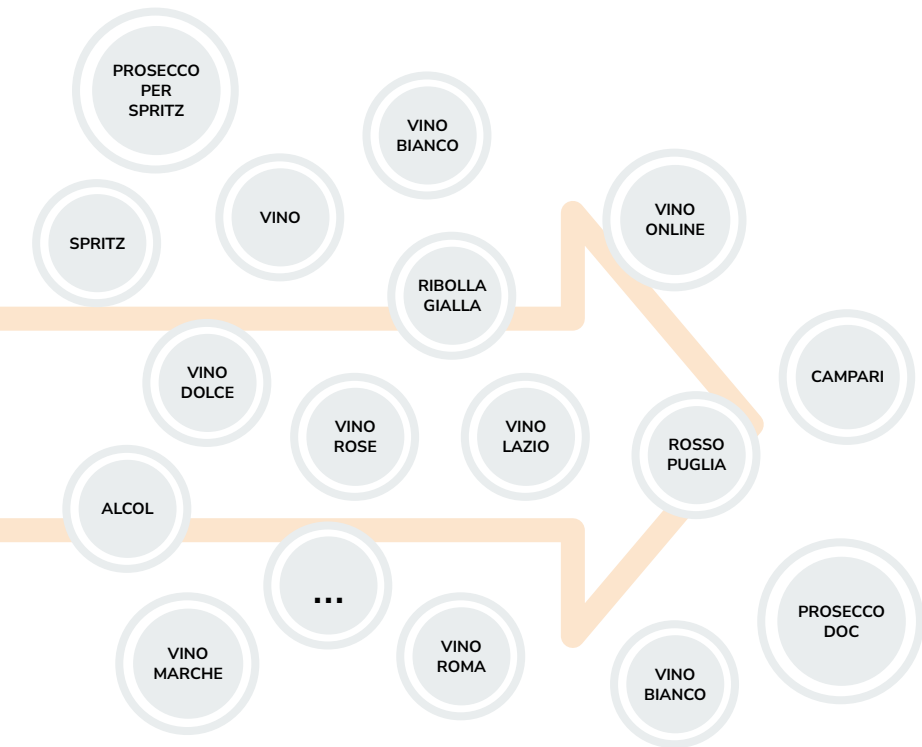 PROSECCO
PER
SPRITZ
VINO
BIANCO
VINO
SPRITZ
VINO
ONLINE
RIBOLLA
GIALLA
VINO
DOLCE
CAMPARI
VINO
ROSE
VINO
LAZIO
ROSSO
PUGLIA
ALCOL
...
VINO
MARCHE
VINO
ROMA
PROSECCO
DOC
VINO
BIANCO